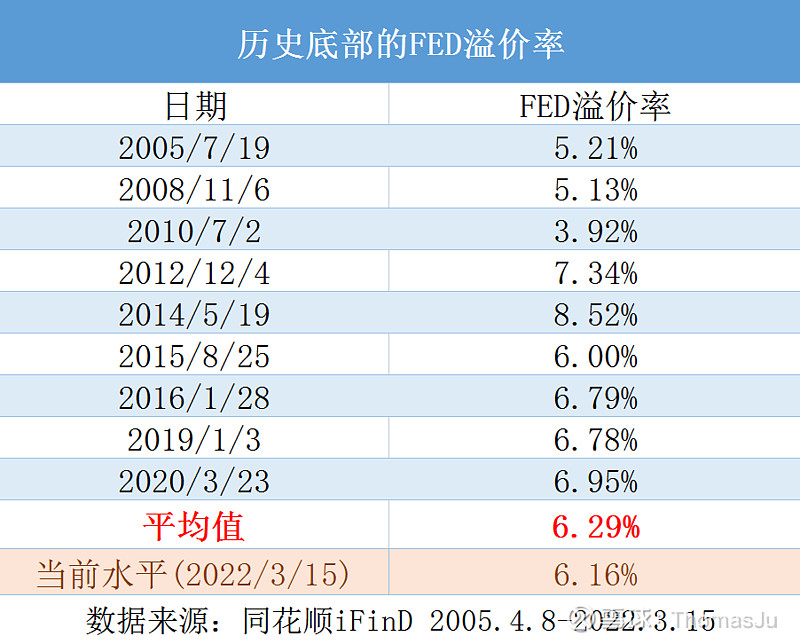 历史底部的FED溢价率
日期 FED溢价率
2005/7/19 5.21%
2008/11/6 5.13%
2010/7/2 3.92%
2012/12/4 7.34%
2014/5/19 8.52%
2015/8/25 6.00%
2016/1/28 6.79%
2019/1/3 6.78%
2020/3/23 6.95%
平均值 6.29%
当前水平(2022/3/15) 6.16%
数据来源：同花顺iFinD 2005.4.8-2022.3.15
雪球：ThomasJu